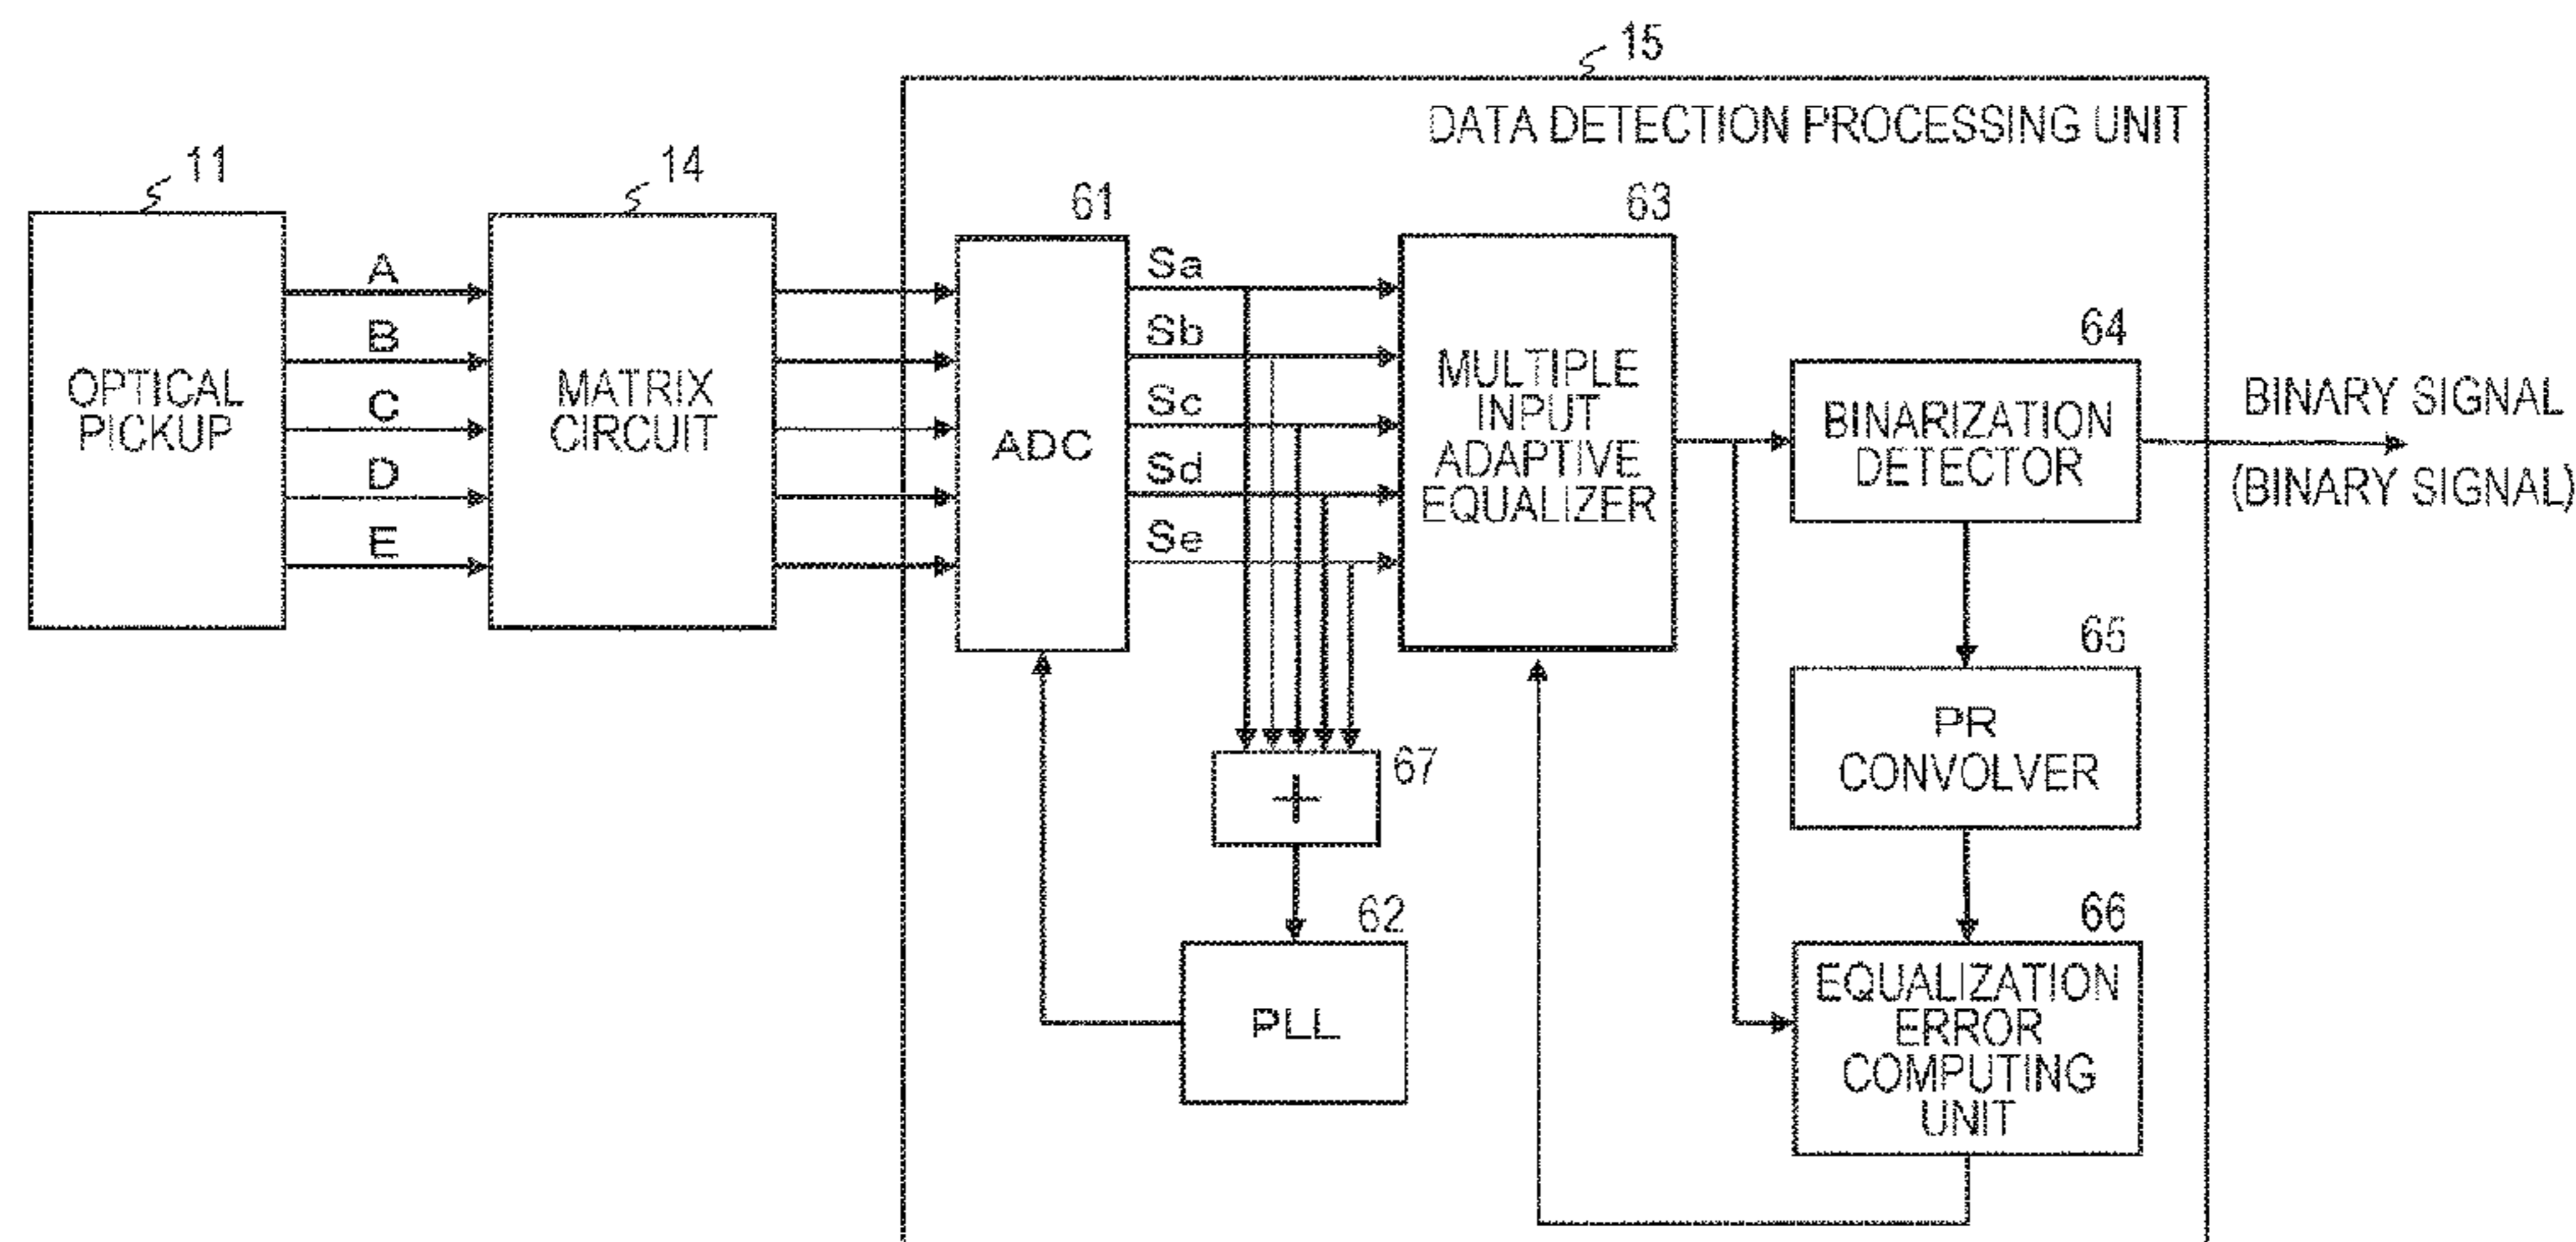 15
DATA DETECTION PROCESSING UNIT
11
14
61
63
OPTICAL
PICKUP
A
B
C
D
E
MATRIX
CIRCUIT
ADC
Sa
Sb
Sc
Sd
Se
MULTIPLE
INPUT
ADAPTIVE
EQUALIZER
64
BINARIZATION
DETECTOR
BINARY SIGNAL
(BINARY SIGNAL)
65
PR
CONVOLVER
+
67
62
PLL
66
EQUALIZATION
ERROR
COMPUTING
UNIT